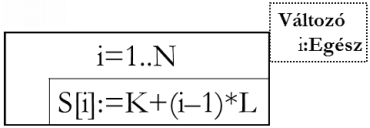 Változó
i:Egész
i=1..N
S[i]:=K+(i–1)*L